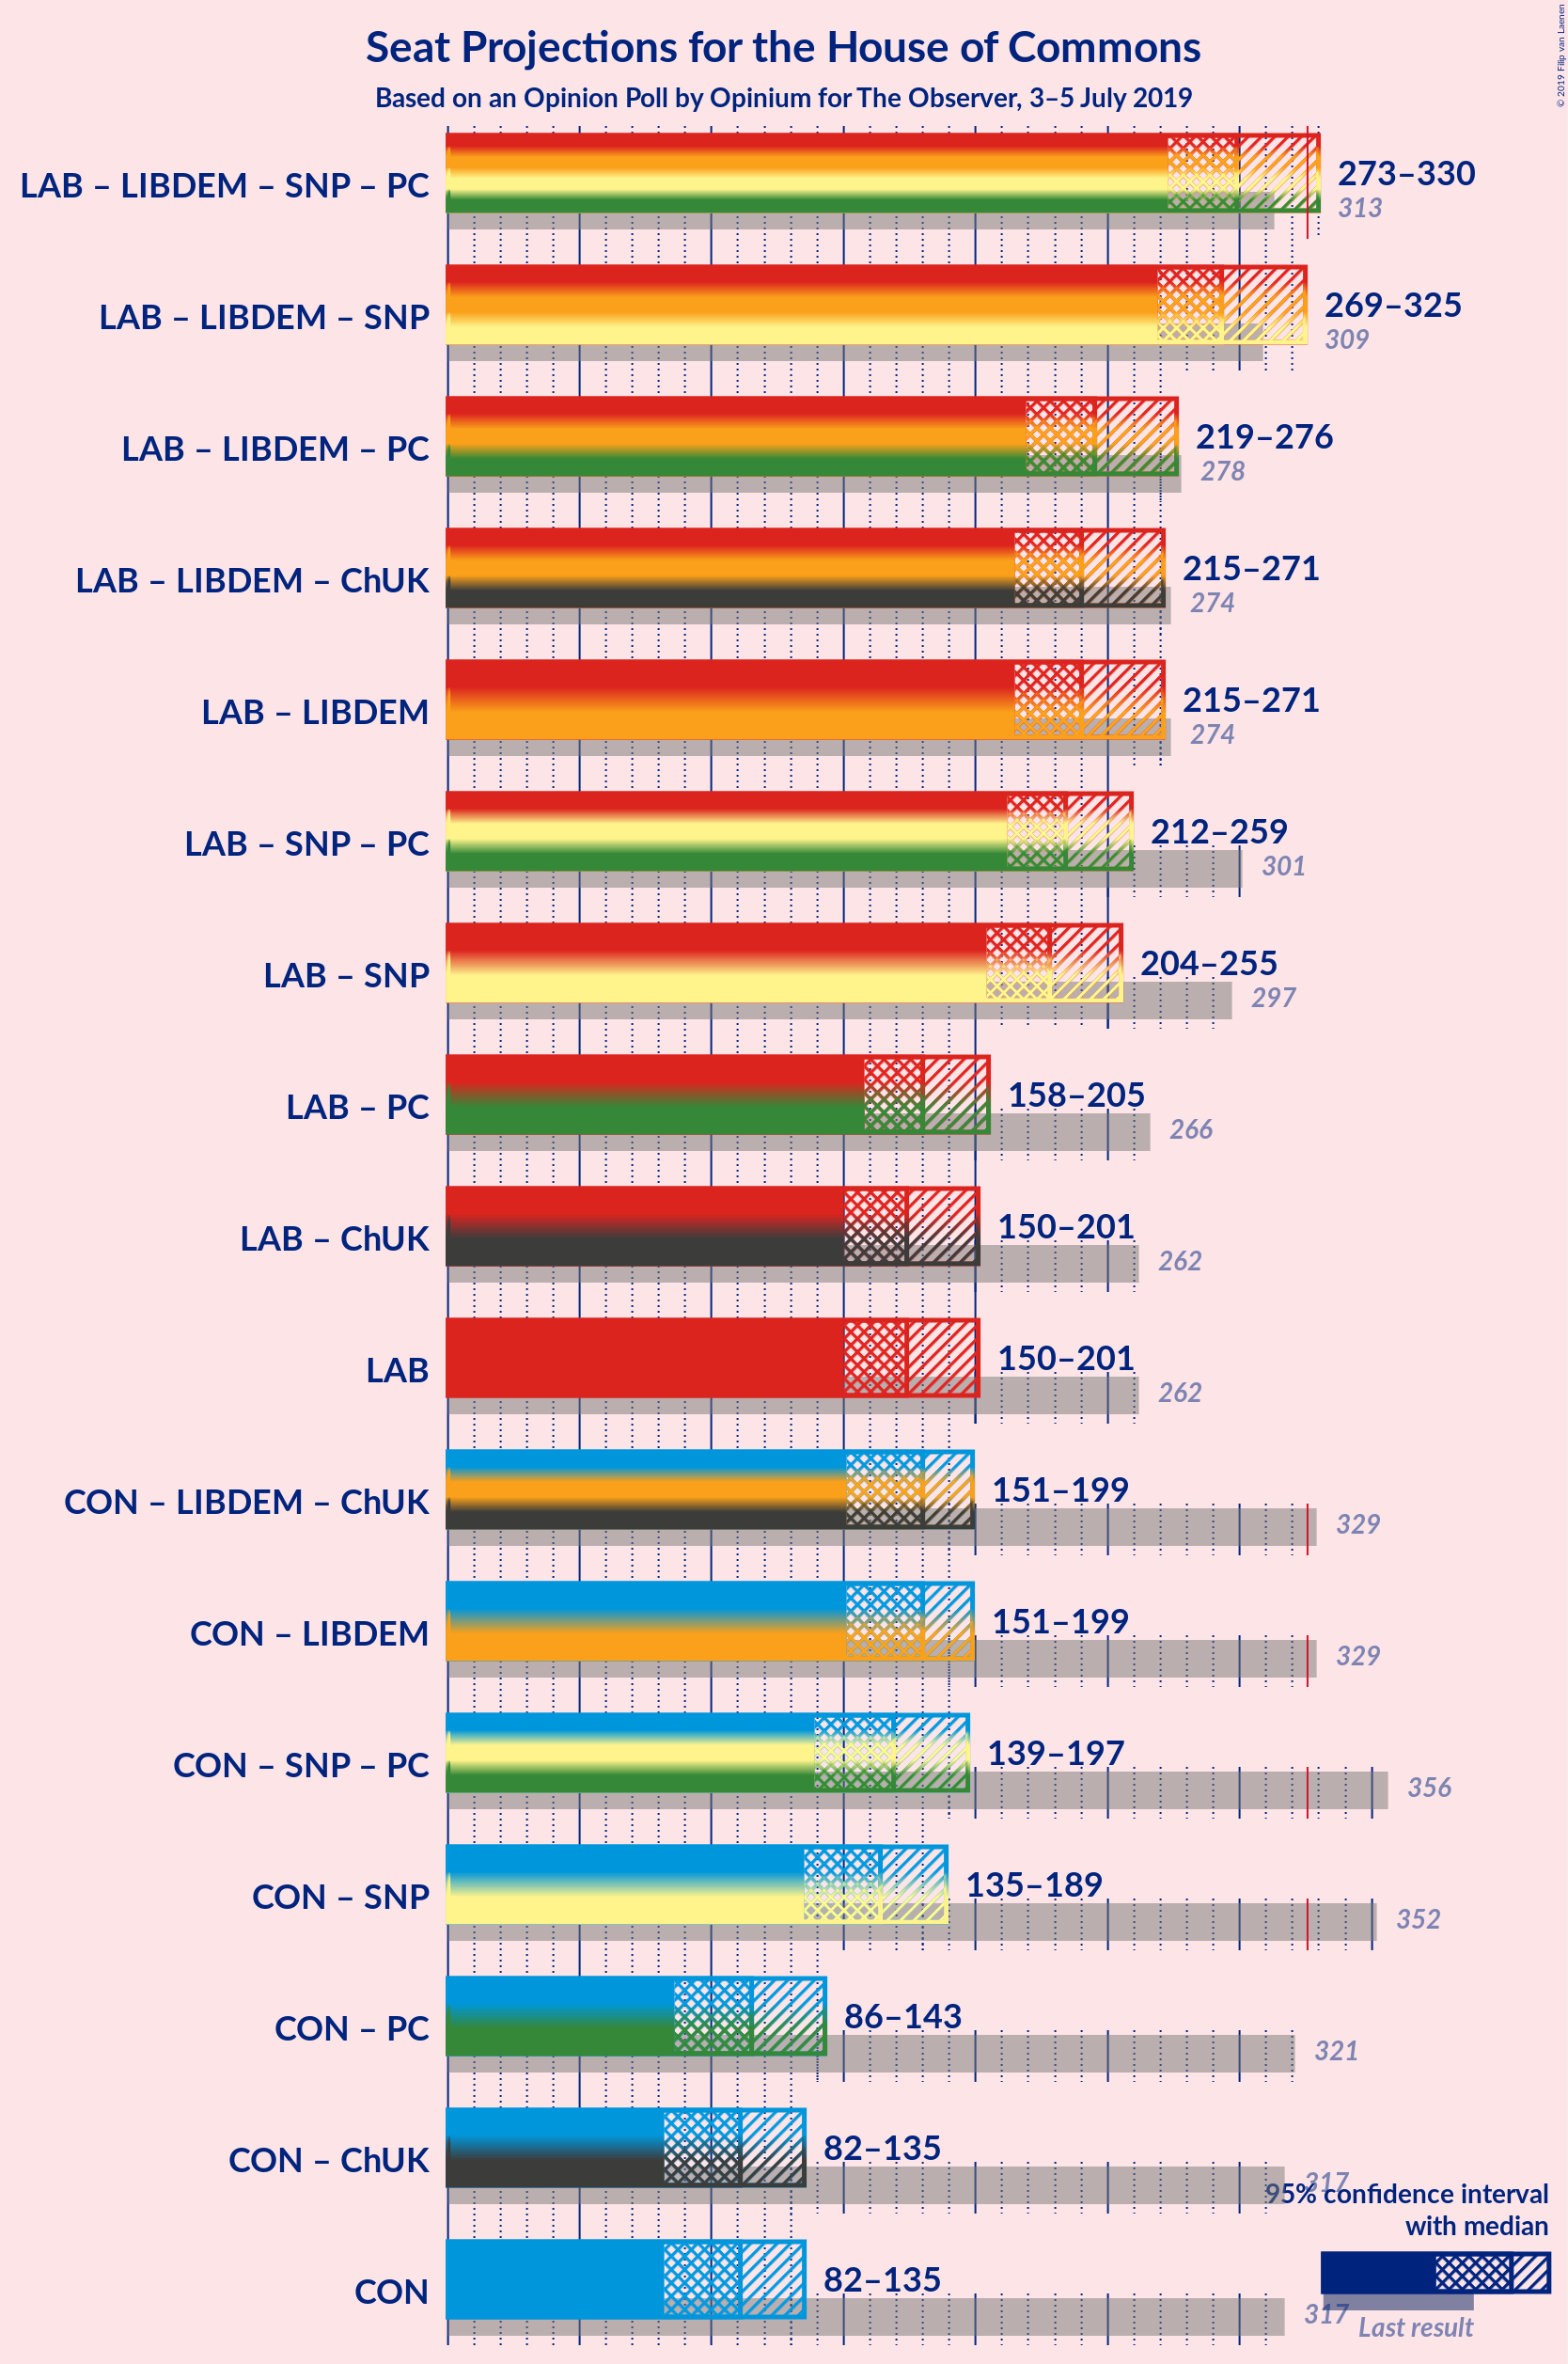 Seat Projections for the House of Commons
Based on an Opinion Poll by Opinium for The Observer, 3–5 July 2019
© 2019 Filip van Laenen
LAB – LIBDEM – SNP – PC
273–330
313
LAB – LIBDEM – SNP
269–325
309
LAB – LIBDEM – PC
219–276
278
LAB – LIBDEM – ChUK
215–271
274
LAB – LIBDEM
215–271
274
LAB – SNP – PC
212–259
301
LAB – SNP
204–255
297
LAB – PC
158–205
266
LAB – ChUK
150–201
262
LAB
150–201
262
CON – LIBDEM – ChUK
151–199
329
CON – LIBDEM
151–199
329
CON – SNP – PC
139–197
356
CON – SNP
135–189
352
CON – PC
86–143
321
CON – ChUK
82–135
317
CON
82–135
317
95% confidence interval
with median
Last result